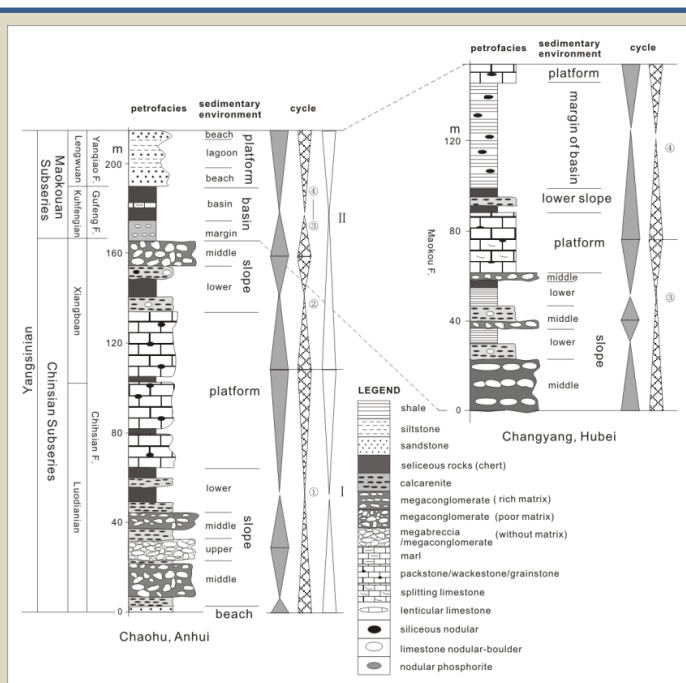 petrofacies
sedimentary environment
cycle
m
200
160
120
80
40
0
Yangsinian
Maokouan Subseries
Chinsian Subseries
Lengwuan
Kuhfengian
Xiangboan
Luodianian
Yanqiao F.
Gufeng F.
Chihsian F.
beach
lagoon
beach
platform
basin
margin
basin
middle
lower
slope
platform
lower
middle
upper
middle
slope
beach
④
③
②
①
II
I
Chaohu, Anhui
petrofacies
sedimentary environment
cycle
m
120
80
40
0
Maokou F.
platform
margin of basin
lower slope
platform
middle
lower
middle
lower
middle
slope
④
③
Changyang, Hubei
LEGEND
shale
siltstone
sandstone
seliceous rocks (chert)
calcarenite
megaconglomerate (rich matrix)
megaconglomerate (poor matrix)
megabreccia
/megaconglomerate (without matrix)
marl
packstone/wackestone/grainstone
splitting limestone
lenticular limestone
siliceous nodular
limestone nodular-boulder
nodular phosphorite